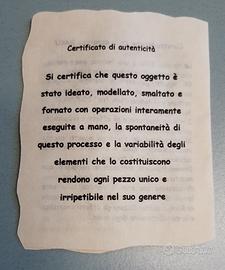 Certificato di autenticità
Si certifica che questo oggetto è
stato ideato, modellato, smaltato e
fornato con operazioni interamente
eseguite a mano, la spontaneità di
questo processo e la variabilità degli
elementi che lo costituiscono
rendono ogni pezzo unico e
irripetibile nel suo genere
subito